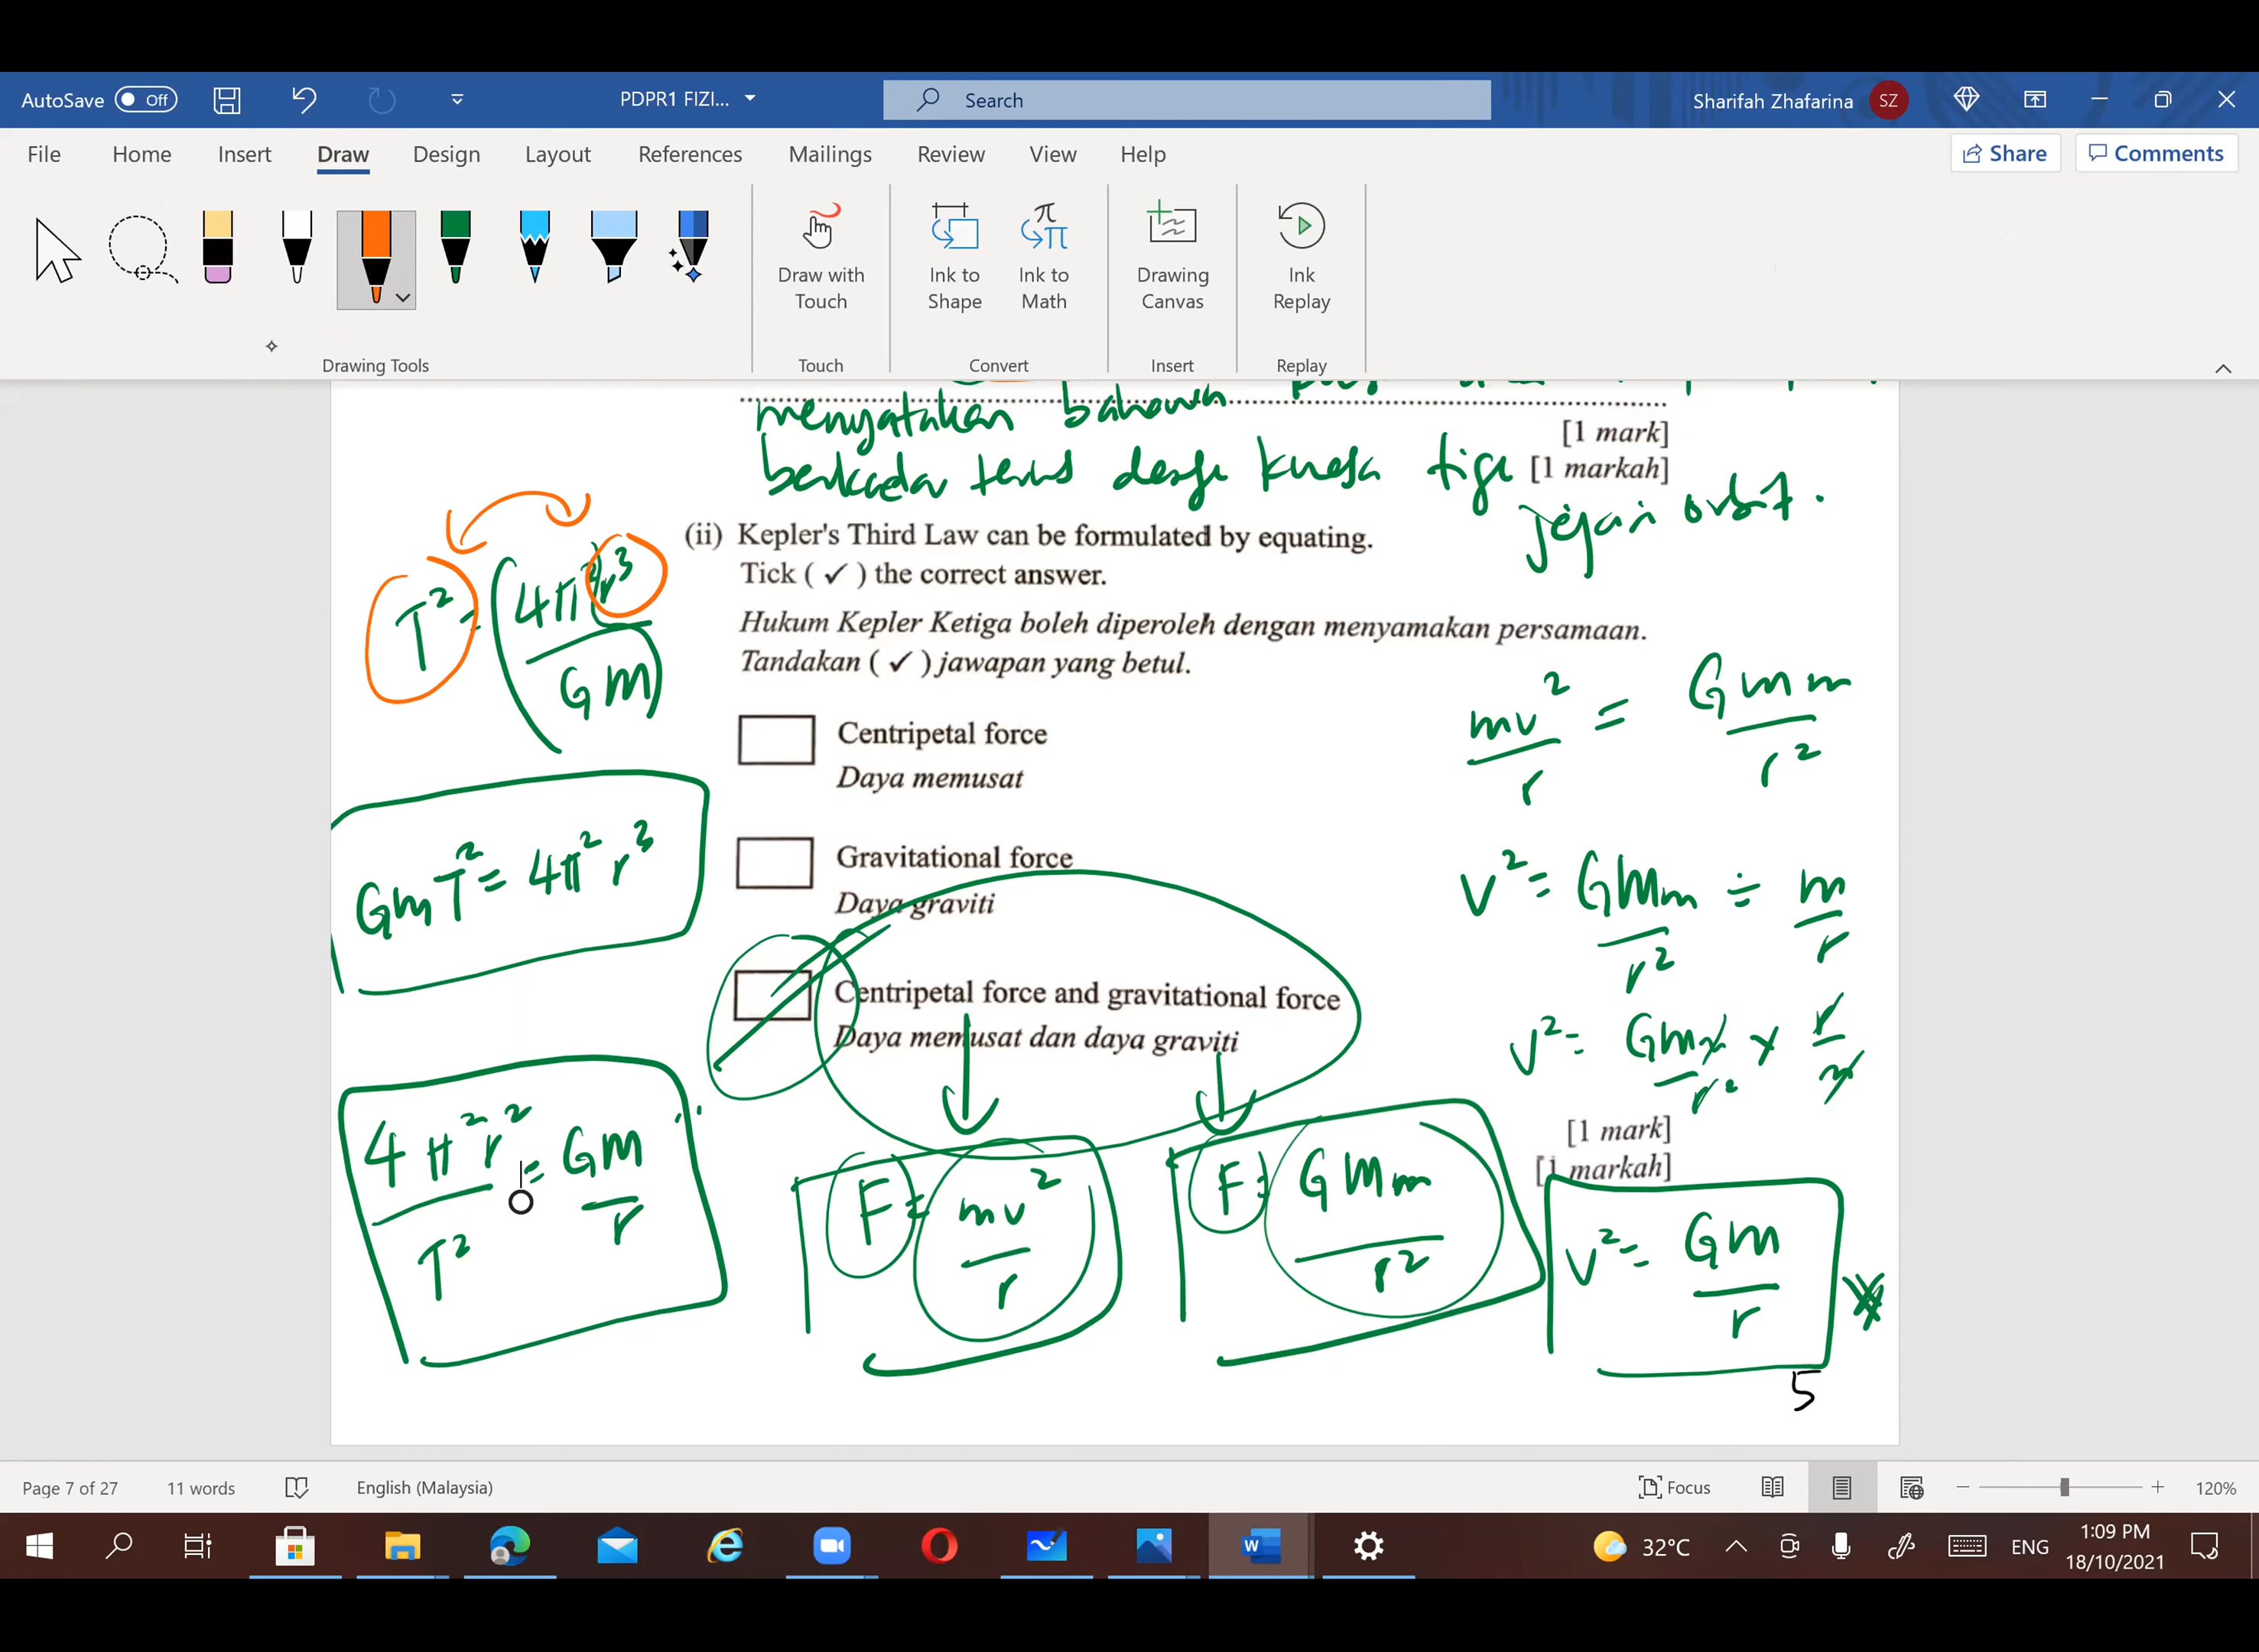 AutoSave Off PDPR1 FIZI... Search Sharifah Zhafarina SZ
File Home Insert Draw Design Layout References Mailings Review View Help Share Comments
Draw with Touch
Ink to Shape
Ink to Math
Drawing Canvas
Ink Replay
Drawing Tools Touch Convert Insert Replay
menyatakan bahawa
[1 mark]
berkadar terus dengan kuasa tiga [1 markah]
jejari orbit.
(ii) Kepler's Third Law can be formulated by equating.
Tick ( ✓ ) the correct answer.
Hukum Kepler Ketiga boleh diperoleh dengan menyamakan persamaan.
Tandakan ( ✓ ) jawapan yang betul.
T² = (4π²r³ / GM)
GmT² = 4π²r³
4π²r² / T² = Gm / r
Centripetal force
Daya memusat
Gravitational force
Daya graviti
Centripetal force and gravitational force
Daya memusat dan daya graviti
F = mv² / r
F = GMm / r²
mv² / r = Gmm / r²
v² = GMm / r² ÷ m / r
v² = Gmm / r² × r / m
[1 mark]
[1 markah]
v² = Gm / r
5
Page 7 of 27 11 words English (Malaysia) Focus 120%
32°C ENG 1:09 PM
18/10/2021